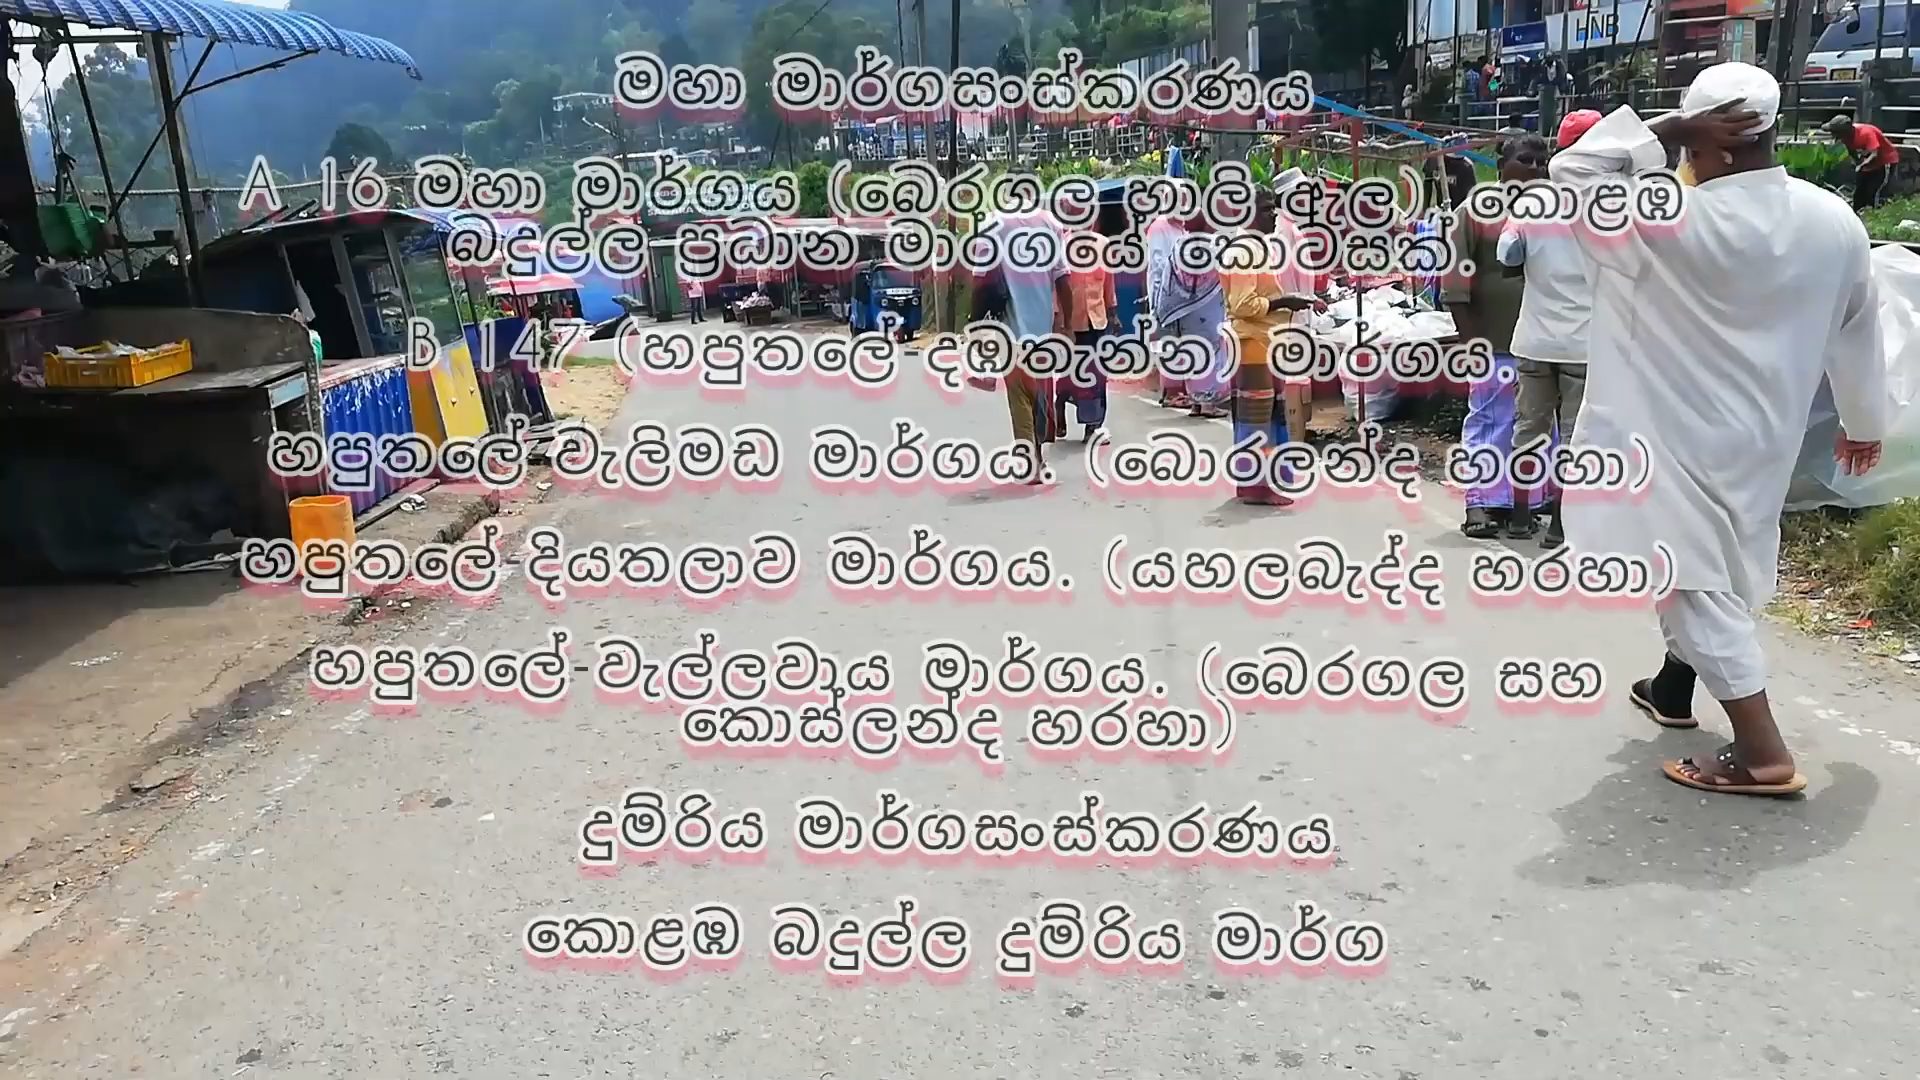 HNB
මහා මාර්ගසංස්කරණය
A 16 මහා මාර්ගය (බෙරගල හාලි ඇල), කොළඹ
බදුල්ල ප්‍රධාන මාර්ගයේ කොටසක්.
B 147 (හපුතලේ-දඹතැන්න) මාර්ගය.
හපුතලේ-වැලිමඩ මාර්ගය. (බොරලන්ද හරහා)
හපුතලේ-දියතලාව මාර්ගය. (යහලබැද්ද හරහා)
හපුතලේ-වැල්ලවාය මාර්ගය. (බෙරගල සහ
කොස්ලන්ද හරහා)
දුම්රිය මාර්ගසංස්කරණය
කොළඹ බදුල්ල දුම්රිය මාර්ග